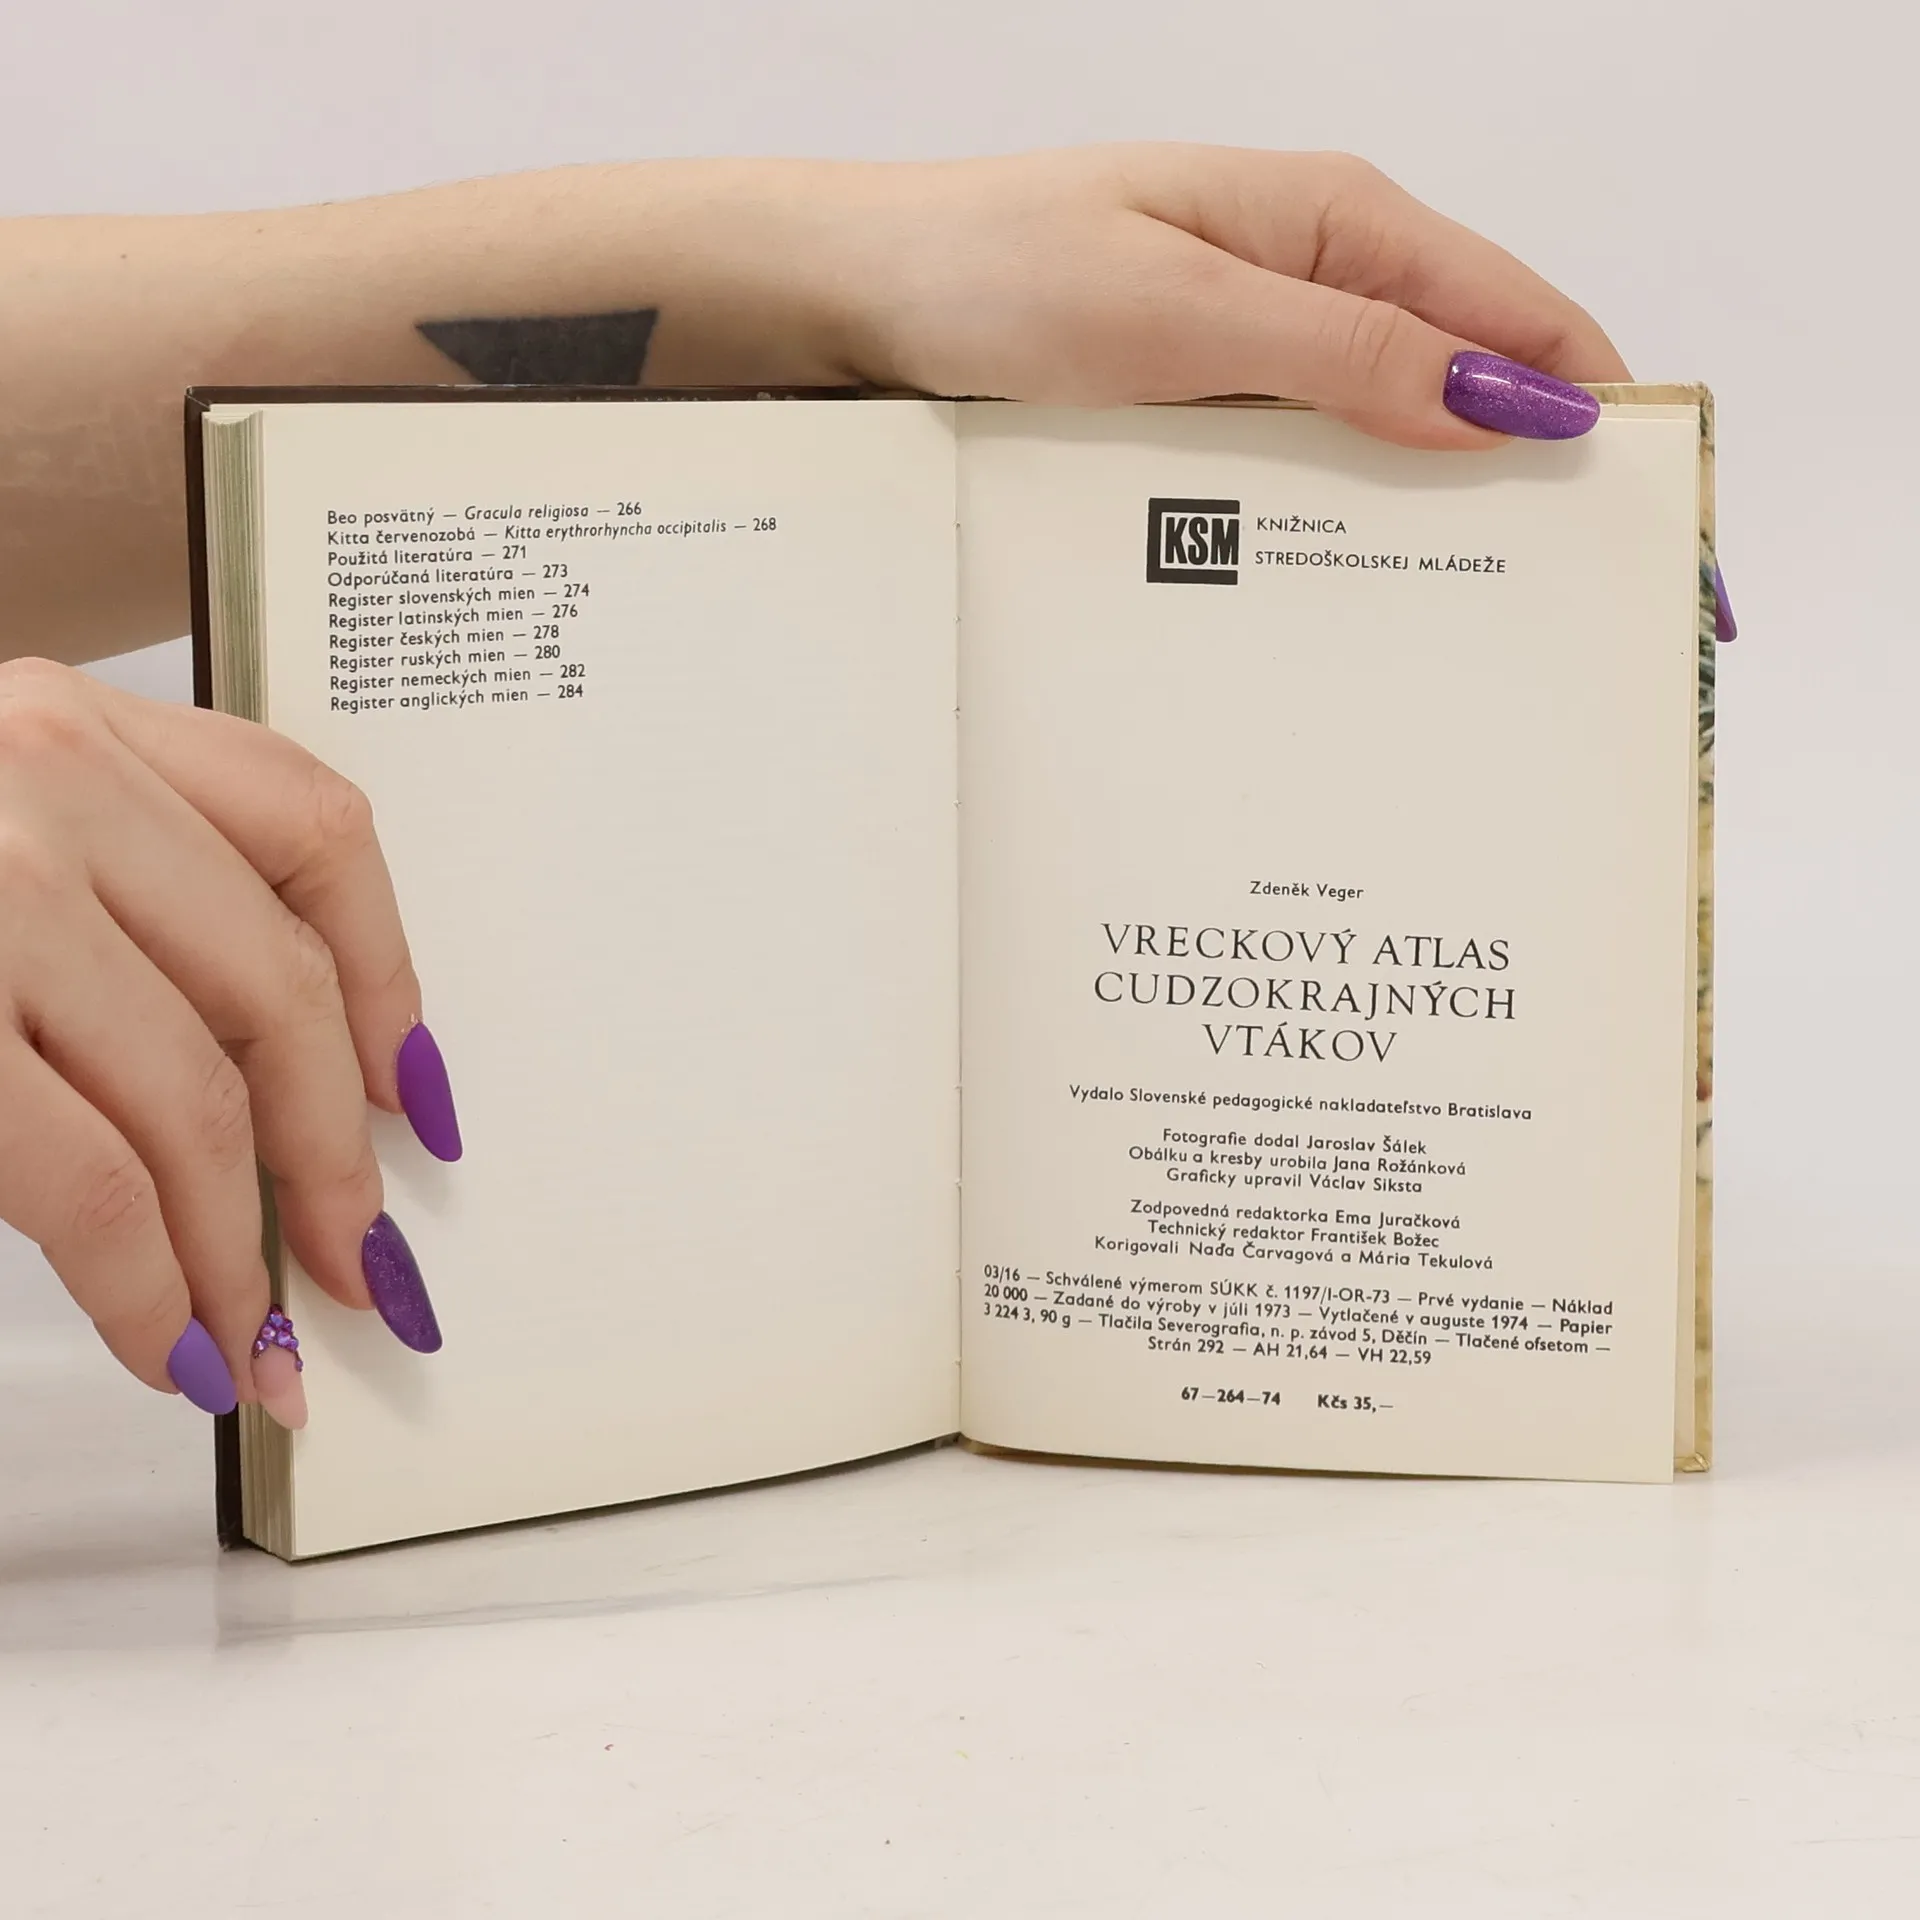 Beo posvätný — Gracula religiosa — 266
Kitta červenozobá — Kitta erythrorhyncha occipitalis — 268
Použitá literatúra — 271
Odporúčaná literatúra — 273
Register slovenských mien — 274
Register latinských mien — 276
Register českých mien — 278
Register ruských mien — 280
Register nemeckých mien — 282
Register anglických mien — 284
KSM
KNIŽNICA
STREDOŠKOLSKEJ MLÁDEŽE
Zdeněk Veger
VRECKOVÝ ATLAS
CUDZOKRAJNÝCH
VTÁKOV
Vydalo Slovenské pedagogické nakladateľstvo Bratislava
Fotografie dodal Jaroslav Šálek
Obálku a kresby urobila Jana Rožánková
Graficky upravil Václav Siksta
Zodpovedná redaktorka Ema Juračková
Technický redaktor František Božec
Korigovali Naďa Čarvagová a Mária Tekulová
03/16 — Schválené výmerom SÚKK č. 1197/I-OR-73 — Prvé vydanie — Náklad
20 000 — Zadané do výroby v júli 1973 — Vytlačené v auguste 1974 — Papier
3 224 3, 90 g — Tlačila Severografia, n. p. závod 5, Děčín — Tlačené ofsetom —
Strán 292 — AH 21,64 — VH 22,59
67—264—74 Kčs 35,—